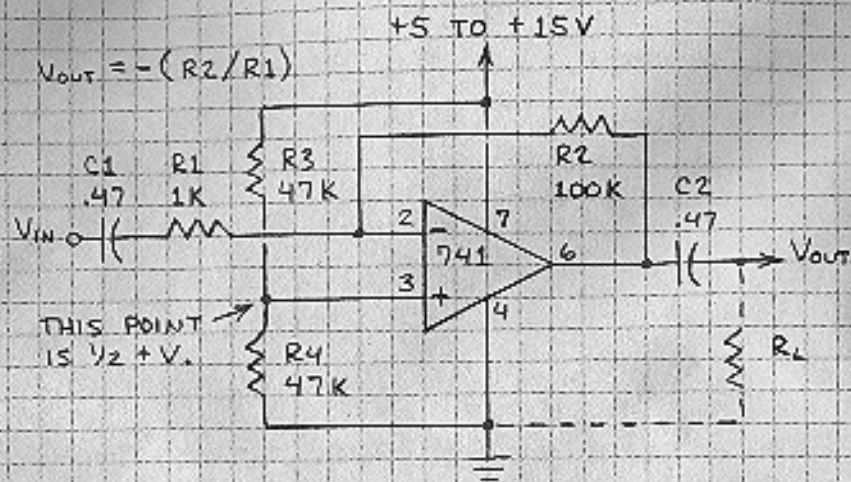 +5 TO +15V
VOUT = -(R2/R1)
C1
.47
R1
1K
R3
47K
R2
100K
C2
.47
VIN
2
-
7
741
6
3
+
4
VOUT
THIS POINT
IS 1/2 +V.
R4
47K
RL